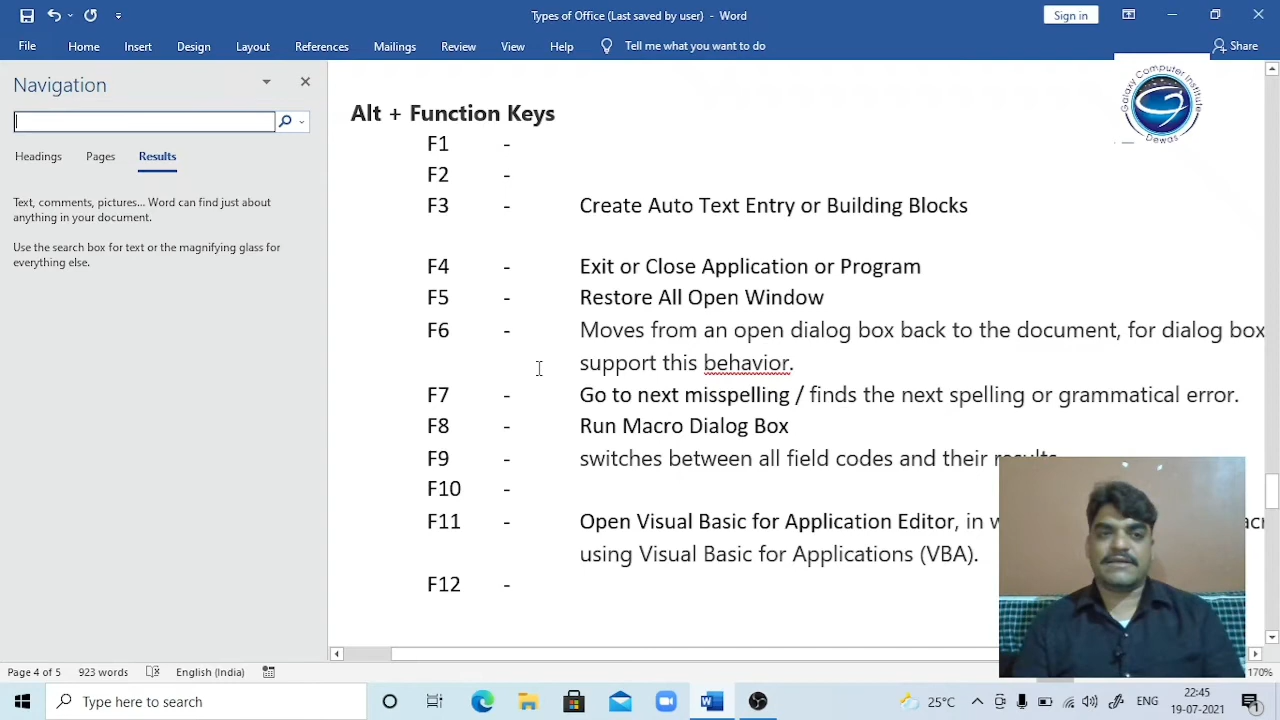 Types of Office (Last saved by user) - Word
Sign in
File Home Insert Design Layout References Mailings Review View Help Tell me what you want to do Share
Navigation
Headings Pages Results
Text, comments, pictures... Word can find just about
anything in your document.
Use the search box for text or the magnifying glass for
everything else.
Galaxy Computer Institute
Dewas
Alt + Function Keys
F1 -
F2 -
F3 - Create Auto Text Entry or Building Blocks
F4 - Exit or Close Application or Program
F5 - Restore All Open Window
F6 - Moves from an open dialog box back to the document, for dialog box
support this behavior.
F7 - Go to next misspelling / finds the next spelling or grammatical error.
F8 - Run Macro Dialog Box
F9 - switches between all field codes and their results
F10 -
F11 - Open Visual Basic for Application Editor, in
using Visual Basic for Applications (VBA).
F12 -
Page 4 of 5 923 words English (India) 170%
Type here to search
25°C ENG 22:45
19-07-2021
1